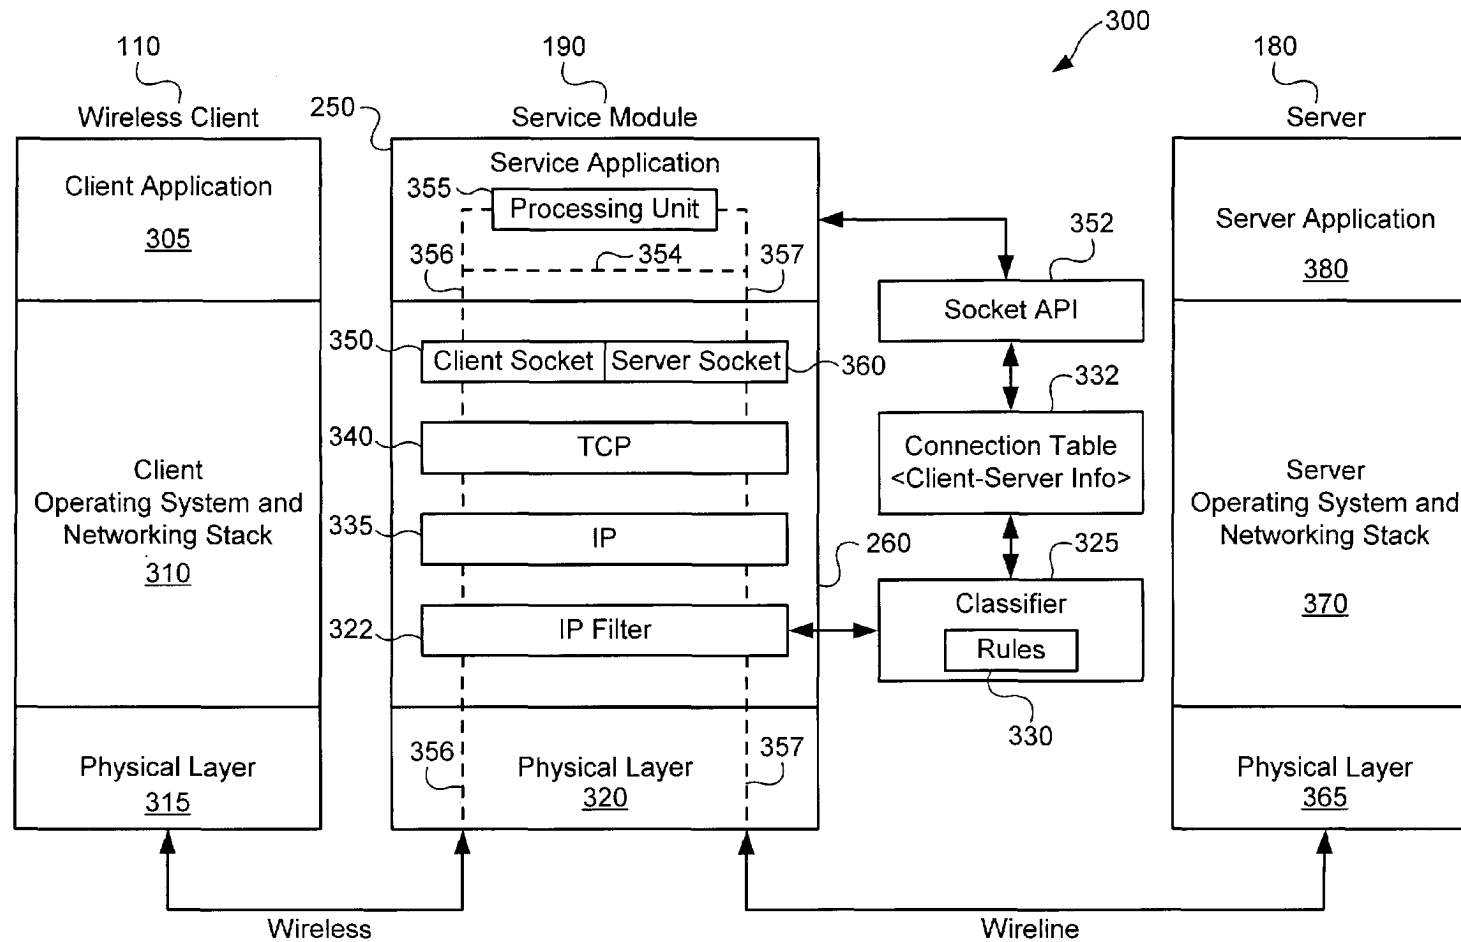 300
110
Wireless Client
Client Application
305
Client
Operating System and
Networking Stack
310
Physical Layer
315
190
Service Module
250
Service Application
355
Processing Unit
356
354
357
350
Client Socket
Server Socket
360
340
TCP
335
IP
260
322
IP Filter
356
357
Physical Layer
320
352
Socket API
332
Connection Table
<Client-Server Info>
325
Classifier
Rules
330
180
Server
Server Application
380
Server
Operating System and
Networking Stack
370
Physical Layer
365
Wireless
Wireline